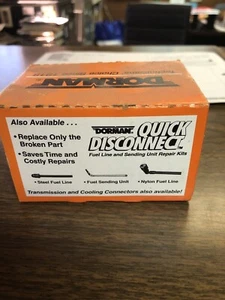 DORMAN
Also Available . . .
• Replace Only the
Broken Part
• Saves Time and
Costly Repairs
DORMAN QUICK
DISCONNECT
Fuel Line and Sending Unit Repair Kits
• Steel Fuel Line
• Fuel Sending Unit
• Nylon Fuel Line
Transmission and Cooling Connectors also available!